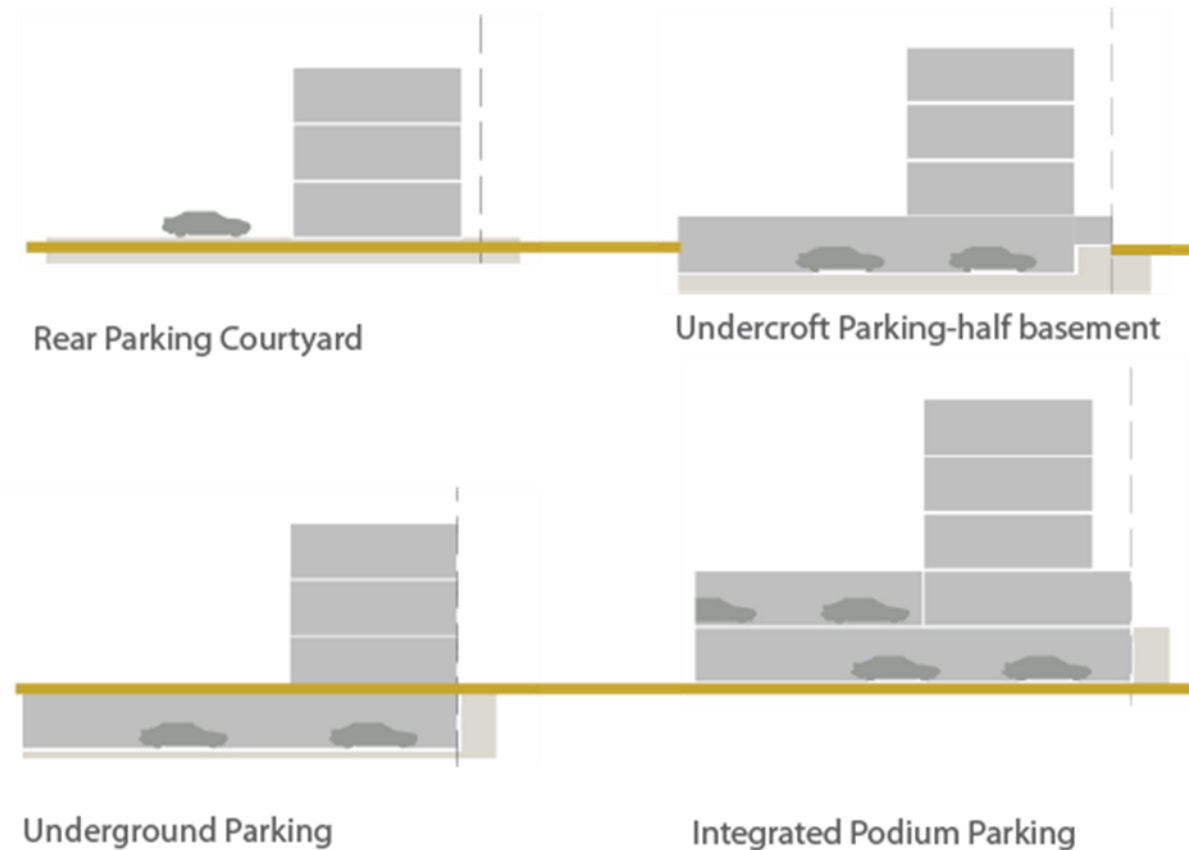 Rear Parking Courtyard
Undercroft Parking-half basement
Underground Parking
Integrated Podium Parking